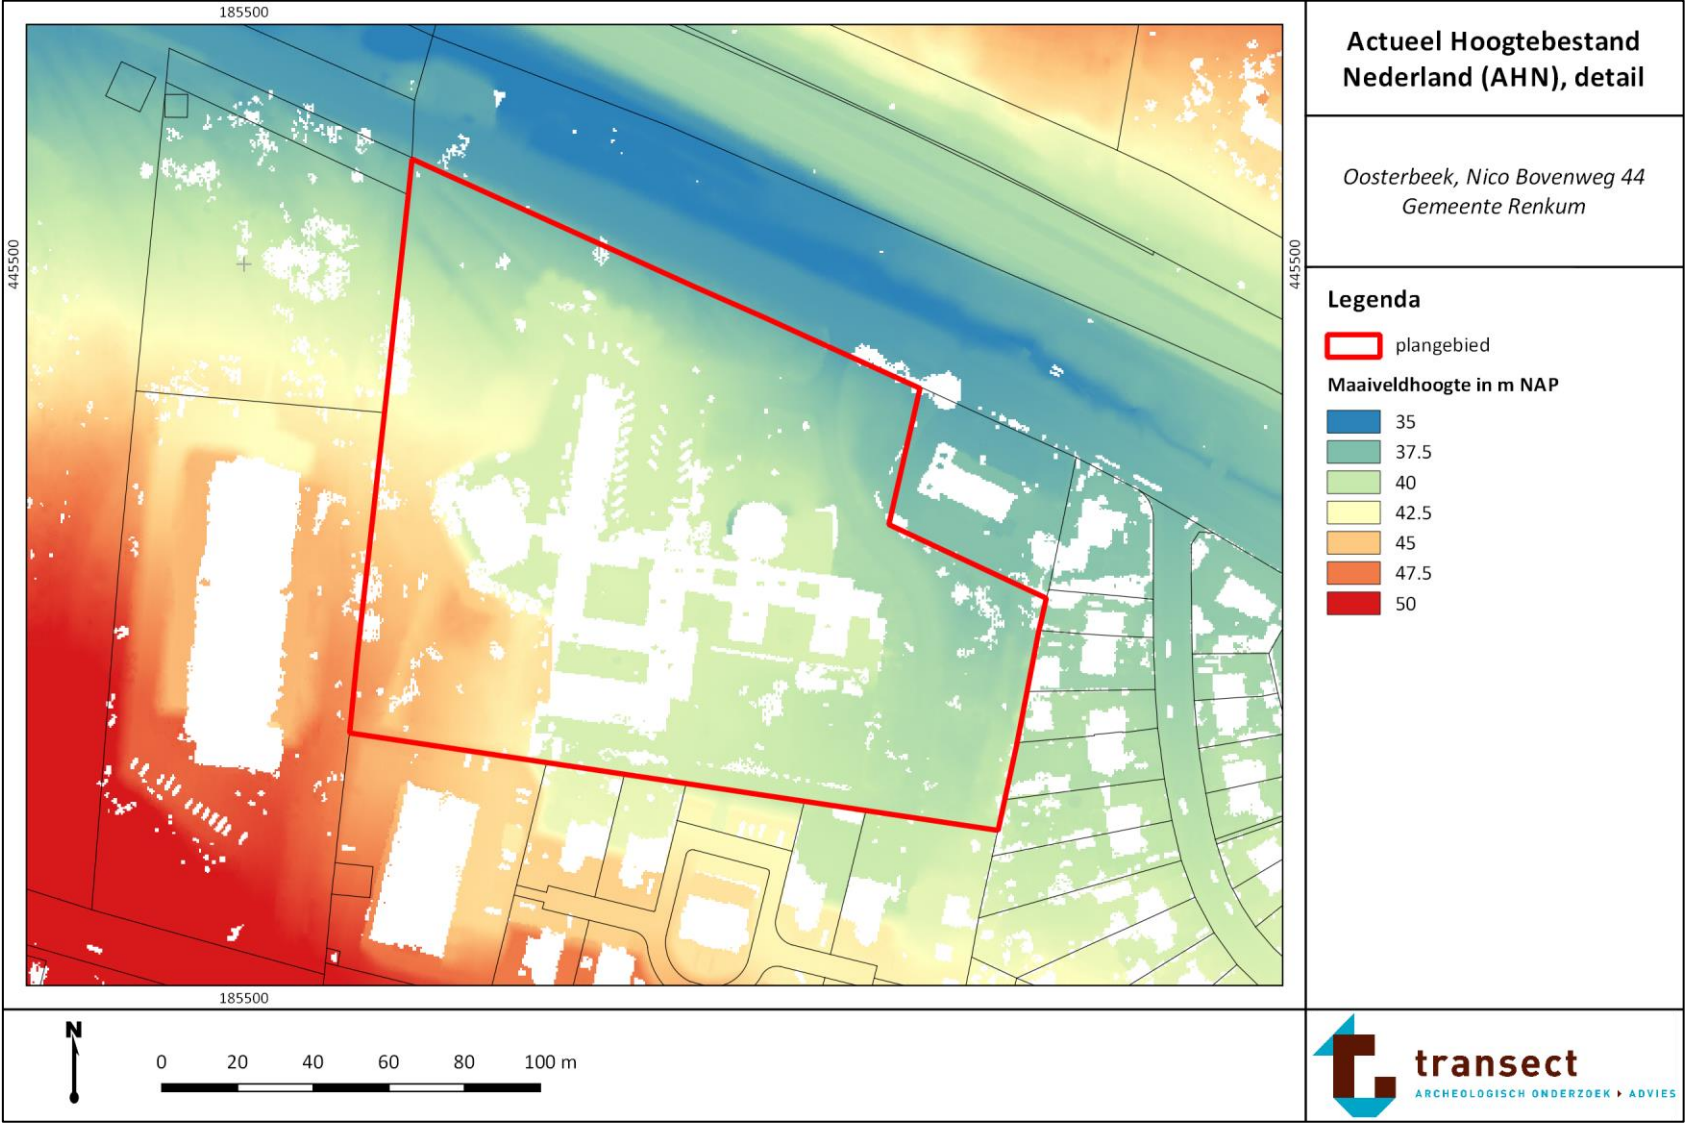 185500
445500
445500
185500
Actueel Hoogtebestand
Nederland (AHN), detail
Oosterbeek, Nico Bovenweg 44
Gemeente Renkum
Legenda
plangebied
Maaiveldhoogte in m NAP
35
37.5
40
42.5
45
47.5
50
N
0 20 40 60 80 100 m
transect
ARCHEOLOGISCH ONDERZOEK ▸ ADVIES